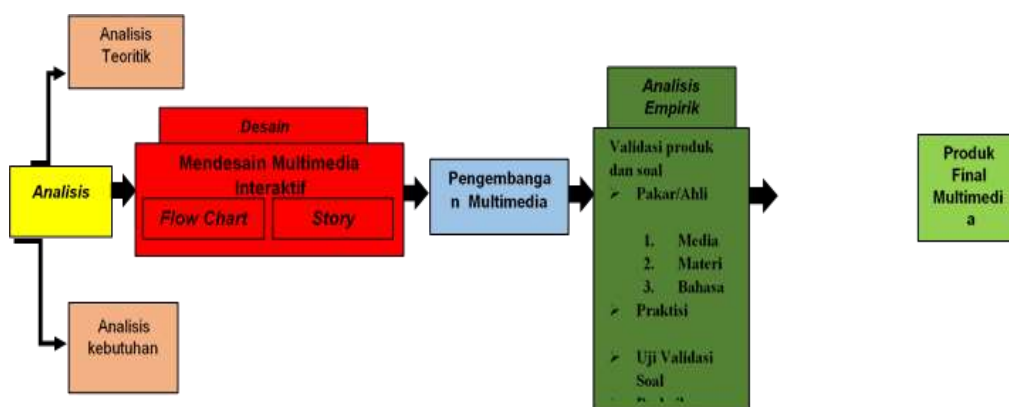 Analisis
Teoritik
Analisis
Analisis
kebutuhan
Desain
Mendesain Multimedia
Interaktif
Flow Chart
Story
Pengembanga
n Multimedia
Analisis
Empirik
Validasi produk
dan soal
➢ Pakar/Ahli
1. Media
2. Materi
3. Bahasa
➢ Praktisi
➢ Uji Validasi
Soal
Produk
Final
Multimedi
a